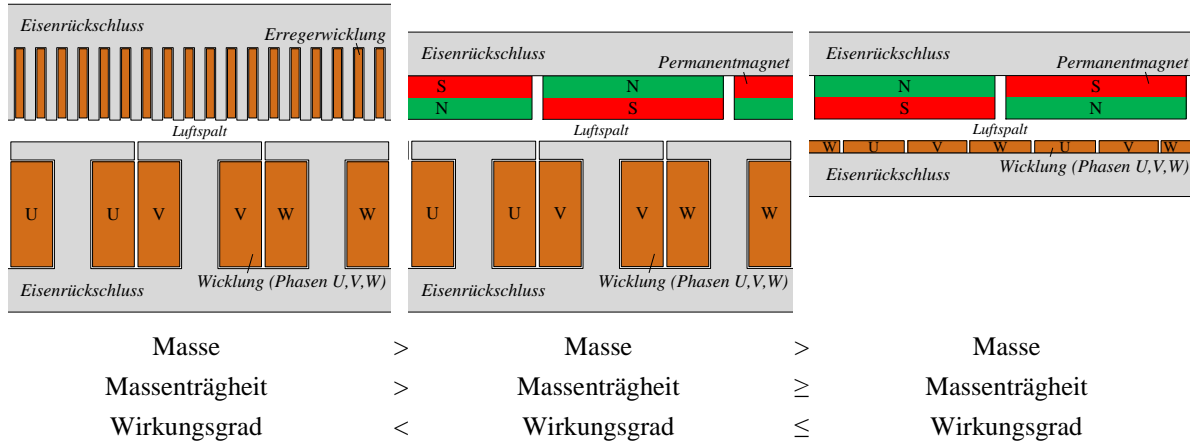 Eisenrückschluss
Erregerwicklung
Luftspalt
U U V V W W
Wicklung (Phasen U,V,W)
Eisenrückschluss
Eisenrückschluss
Permanentmagnet
S N
N S
Luftspalt
U U V V W W
Wicklung (Phasen U,V,W)
Eisenrückschluss
Eisenrückschluss
Permanentmagnet
N S
S N
Luftspalt
W U V W U V W
Wicklung (Phasen U,V,W)
Eisenrückschluss
Masse > Masse > Masse
Massenträgheit > Massenträgheit ≥ Massenträgheit
Wirkungsgrad < Wirkungsgrad ≤ Wirkungsgrad